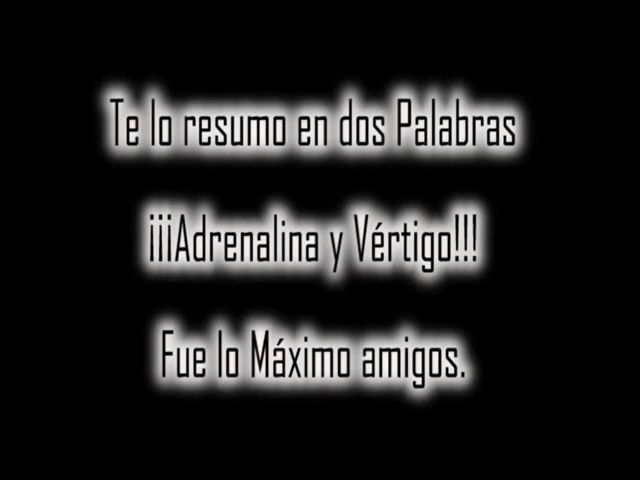 Te lo resumo en dos Palabras
¡¡¡Adrenalina y Vértigo!!!
Fue lo Máximo amigos.